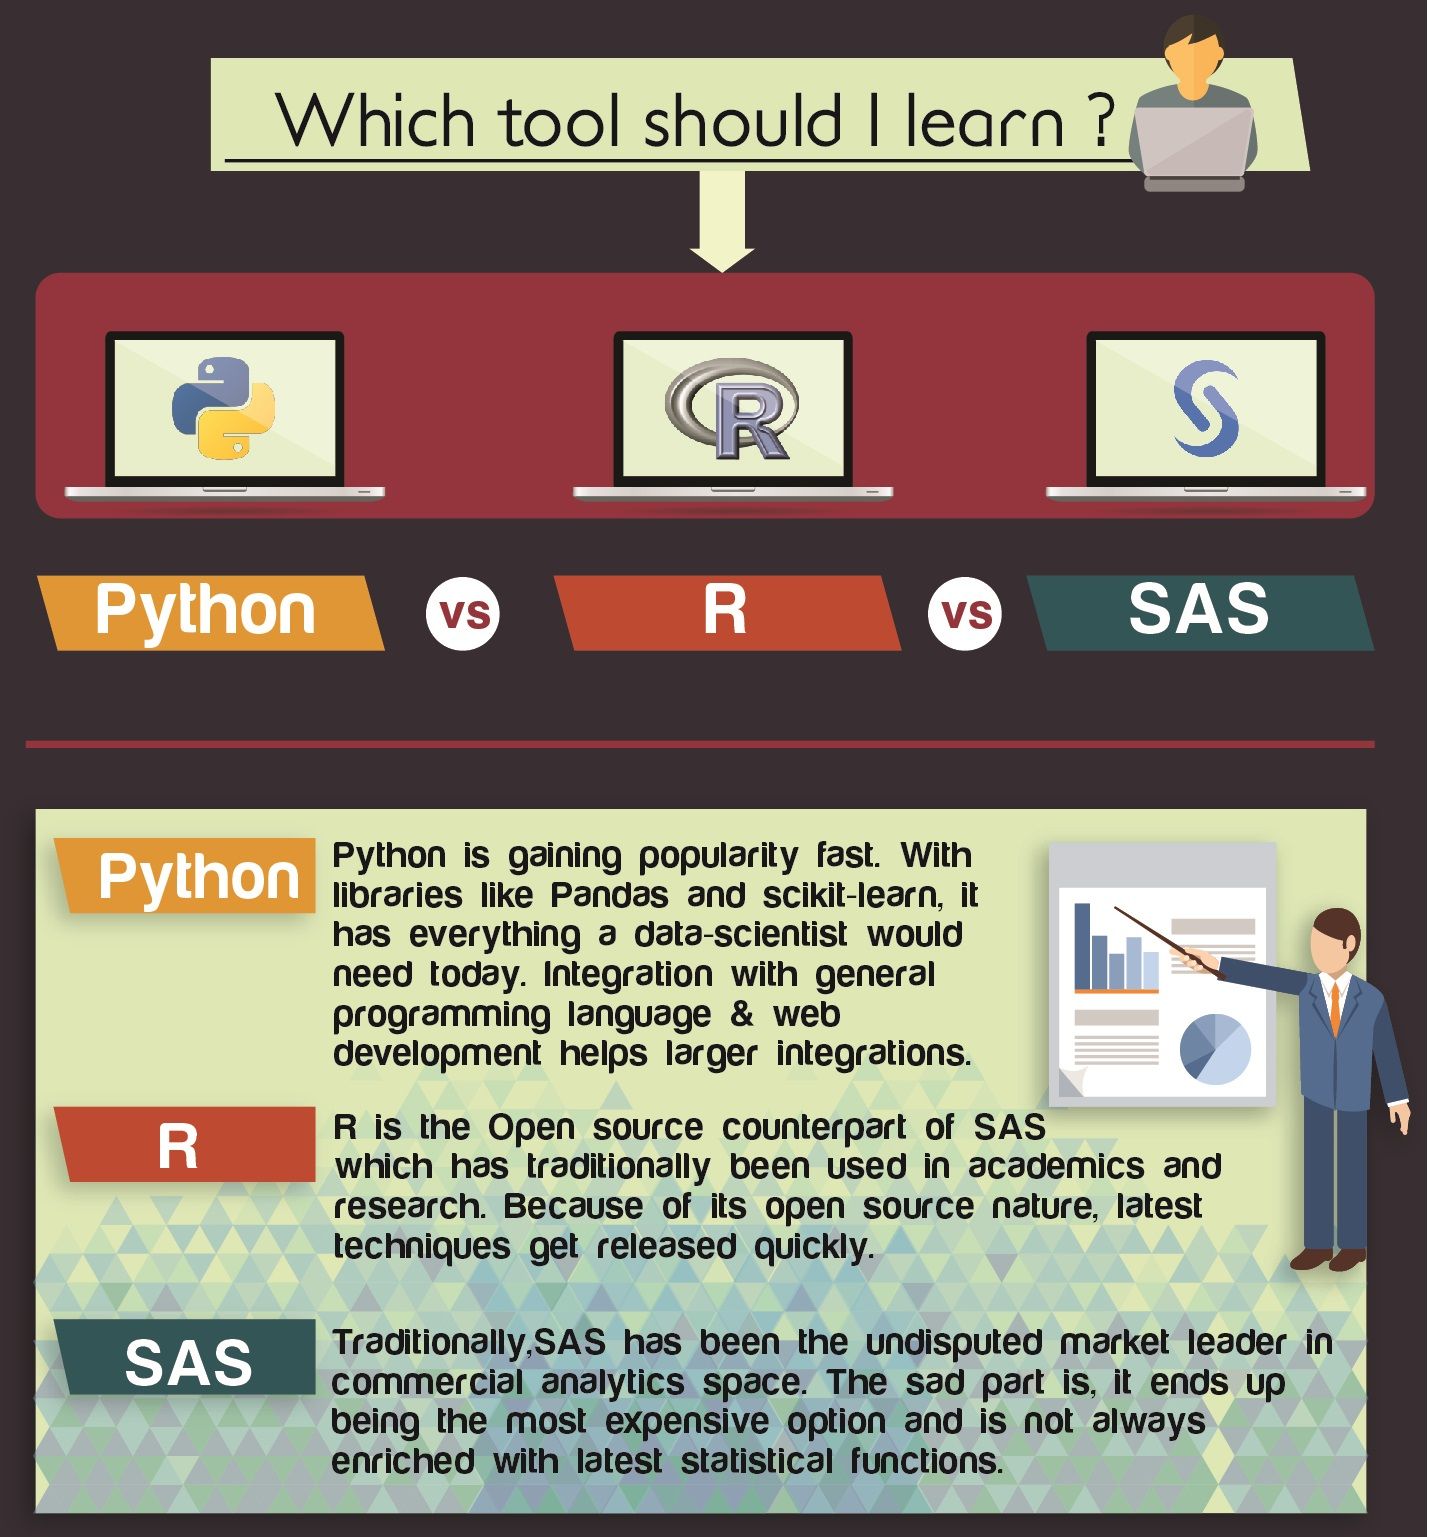 Which tool should I learn ?
R
Python vs R vs SAS
Python
Python is gaining popularity fast. With
libraries like Pandas and scikit-learn, it
has everything a data-scientist would
need today. Integration with general
programming language & web
development helps larger integrations.
R
R is the Open source counterpart of SAS
which has traditionally been used in academics and
research. Because of its open source nature, latest
techniques get released quickly.
SAS
Traditionally,SAS has been the undisputed market leader in
commercial analytics space. The sad part is, it ends up
being the most expensive option and is not always
enriched with latest statistical functions.